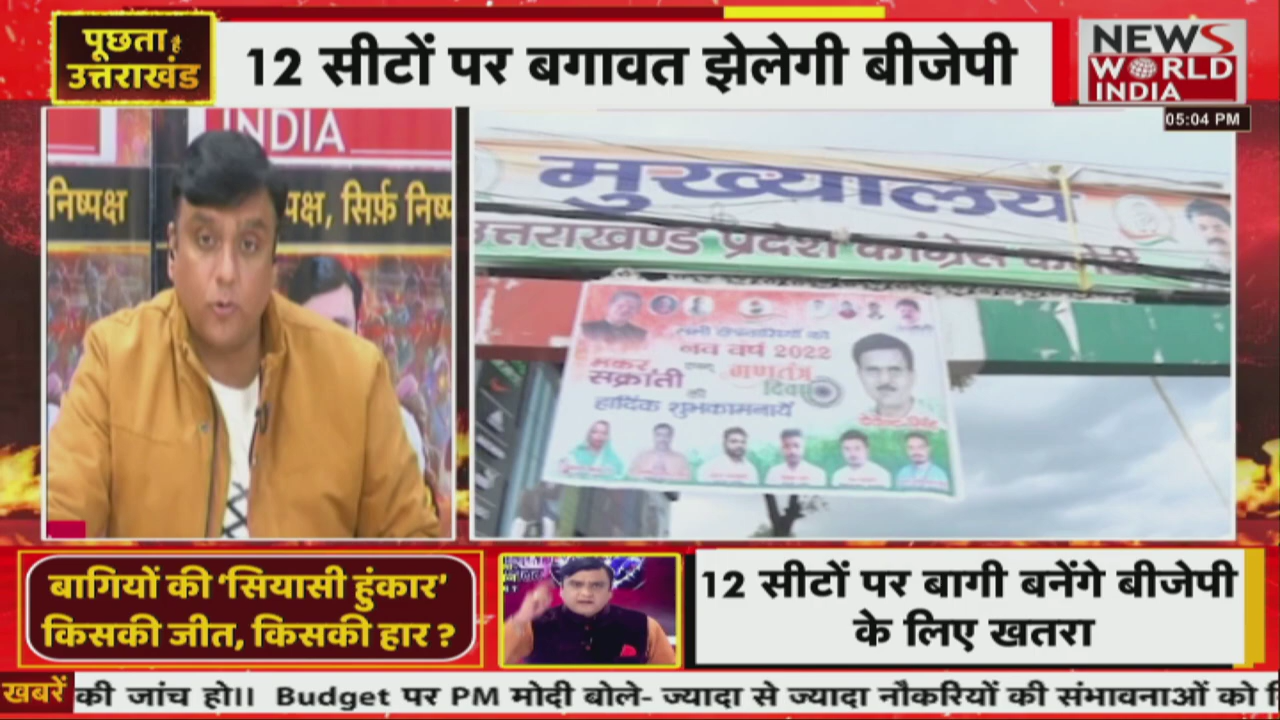 पूछता है
उत्तराखंड
12 सीटों पर बगावत झेलेगी बीजेपी
NEWS
WORLD
INDIA
05:04 PM
INDIA
निष्पक्ष
पक्ष, सिर्फ़ निष्प
मुख्यालय
उत्तराखण्ड प्रदेश कांग्रेस कमेटी
नव वर्ष 2022
मकर
सक्रांती
एवम् गणतंत्र
दिवस
की
हार्दिक शुभकामनायें
बागियों की ‘सियासी हुंकार’
किसकी जीत, किसकी हार ?
12 सीटों पर बागी बनेंगे बीजेपी
के लिए खतरा
खबरें
की जांच हो।। Budget पर PM मोदी बोले- ज्यादा से ज्यादा नौकरियों की संभावनाओं को